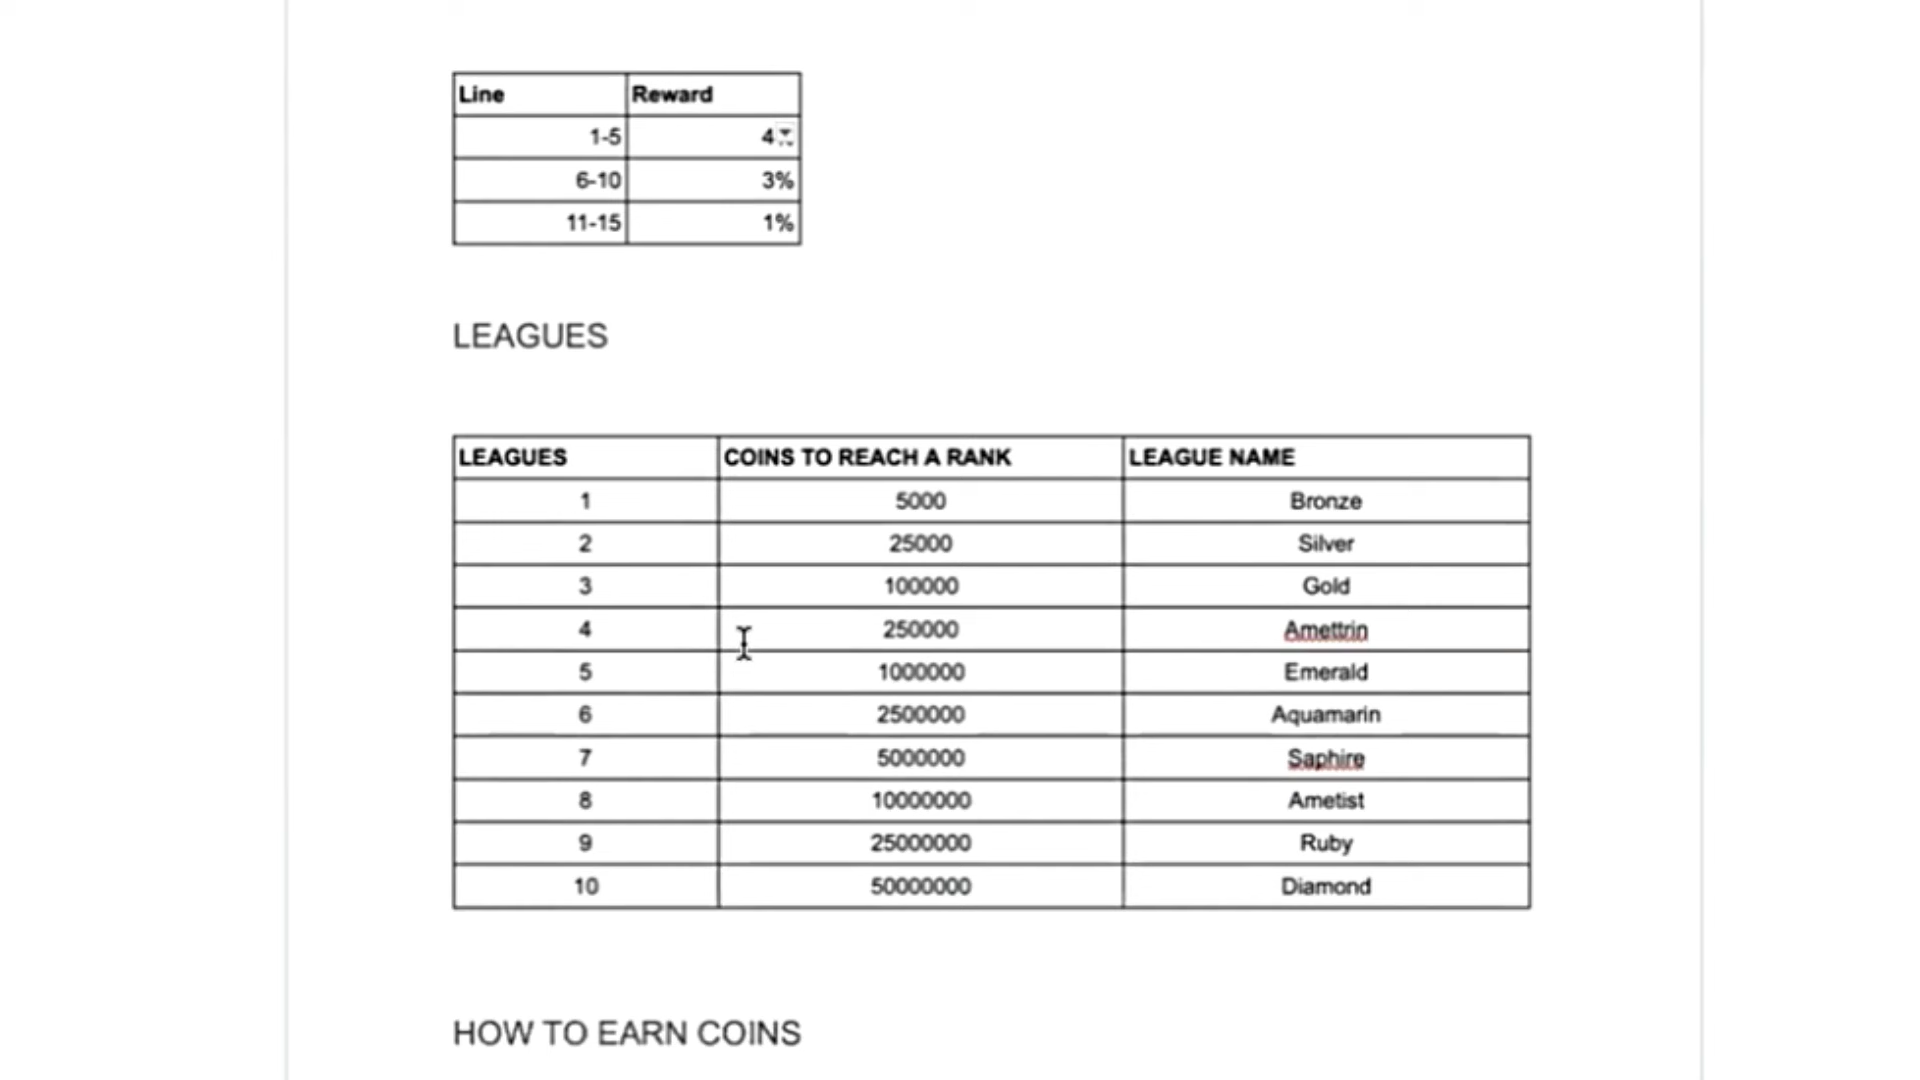 Line Reward
1-5 4
6-10 3%
11-15 1%
LEAGUES
LEAGUES COINS TO REACH A RANK LEAGUE NAME
1 5000 Bronze
2 25000 Silver
3 100000 Gold
4 250000 Amettrin
5 1000000 Emerald
6 2500000 Aquamarin
7 5000000 Saphire
8 10000000 Ametist
9 25000000 Ruby
10 50000000 Diamond
HOW TO EARN COINS